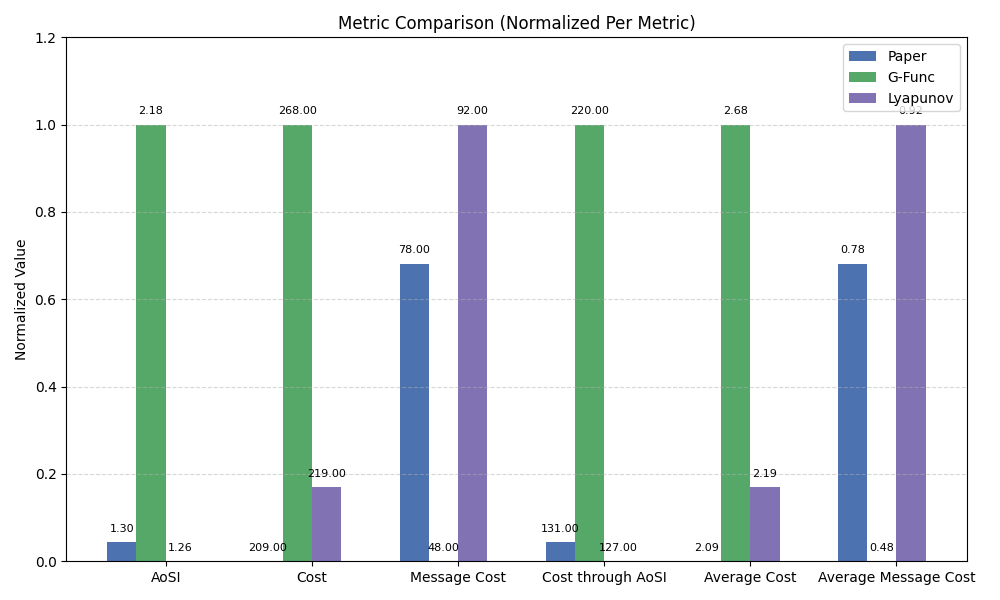 Metric Comparison (Normalized Per Metric)
Normalized Value
1.2
1.0
0.8
0.6
0.4
0.2
0.0
Paper
G-Func
Lyapunov
2.18
268.00
92.00
220.00
2.68
0.92
78.00
0.78
219.00
2.19
1.30
131.00
1.26
209.00
48.00
127.00
2.09
0.48
AoSI
Cost
Message Cost
Cost through AoSI
Average Cost
Average Message Cost